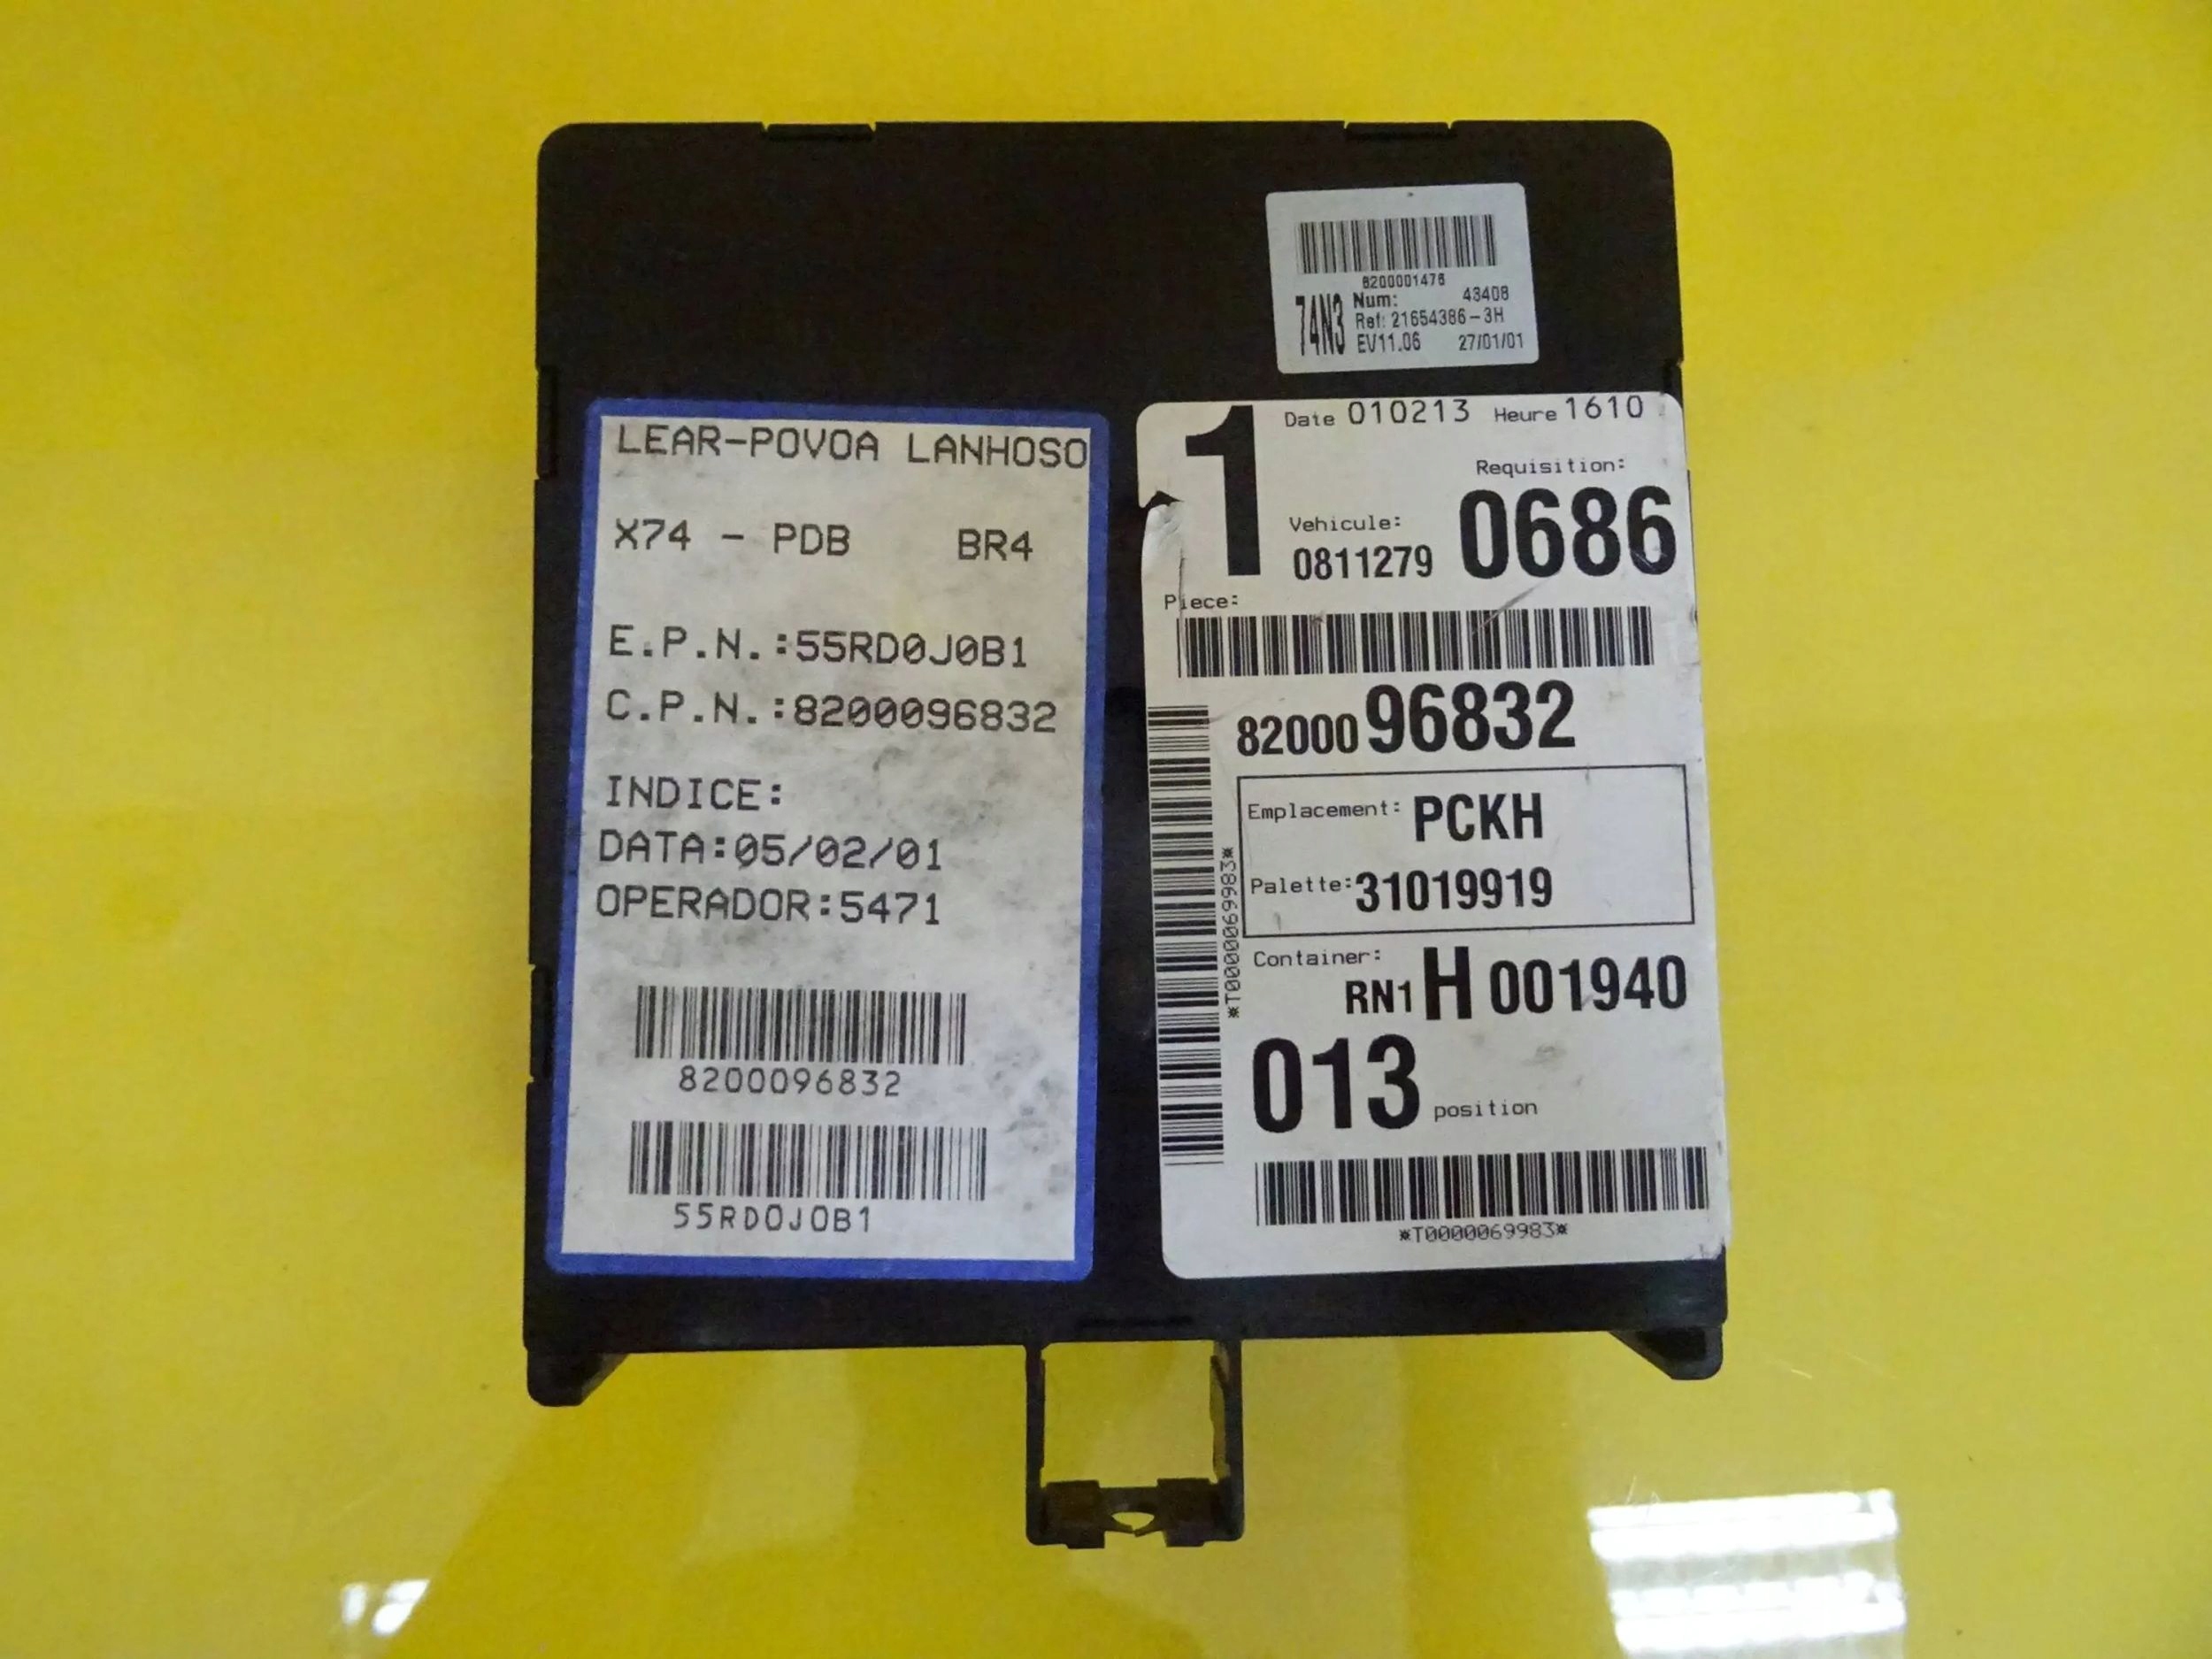 8200001476
74N3
Num: 43408
Ref: 21654386-3H
EV11.06 27/01/01
LEAR-POVOA LANHOSO
X74 - PDB BR4
E.P.N.:55RD0J0B1
C.P.N.:8200096832
INDICE:
DATA:05/02/01
OPERADOR:5471
8200096832
55RD0J0B1
1
Date 010213 Heure 1610
Requisition:
Vehicule:
0811279 0686
Piece:
8200096832
Emplacement: PCKH
Palette: 31019919
Container:
RN1 H 001940
013 position
*T0000069983*
*T0000069983*